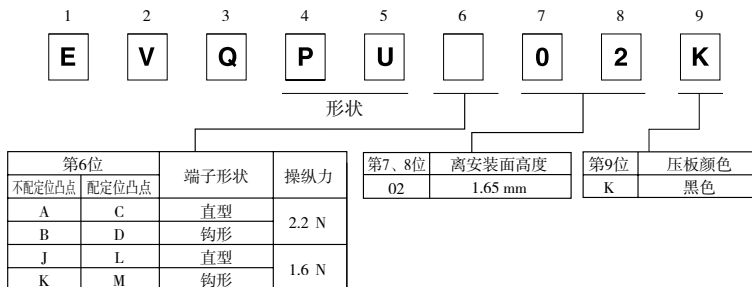 1 2 3 4 5 6 7 8 9
E V Q P U 0 2 K
形状
第6位 端子形状 操纵力
不配定位凸点 配定位凸点
A C 直型 2.2 N
B D 钩形
J L 直型 1.6 N
K M 钩形
第7、8位 离安装面高度
02 1.65 mm
第9位 压板颜色
K 黑色